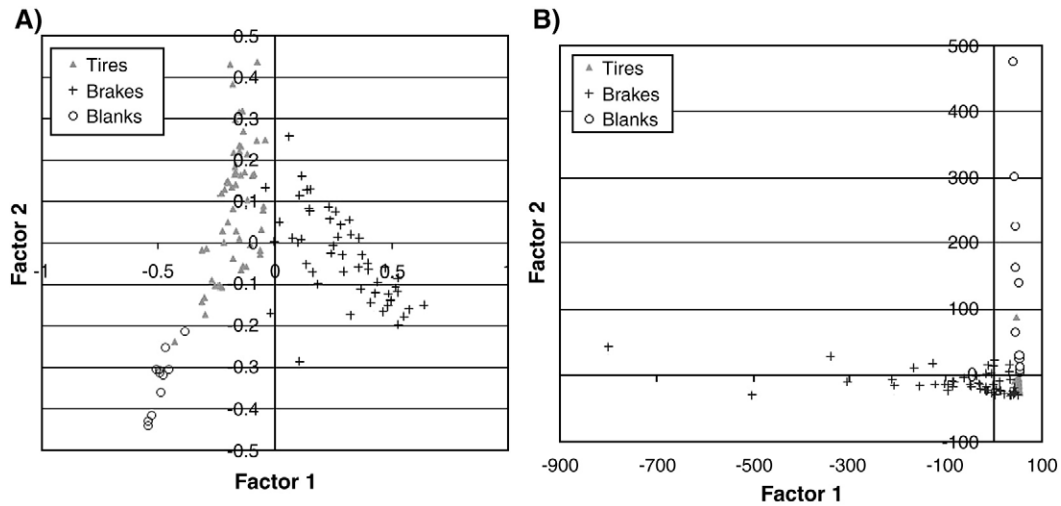 A)
B)
0.5
0.4
0.3
0.2
0.1
0
-0.1
-0.2
-0.3
-0.4
-0.5
-1
-0.5
0
0.5
Tires
Brakes
Blanks
Factor 2
Factor 1
500
400
300
200
100
0
-100
-900
-700
-500
-300
-100
100
Tires
Brakes
Blanks
Factor 2
Factor 1